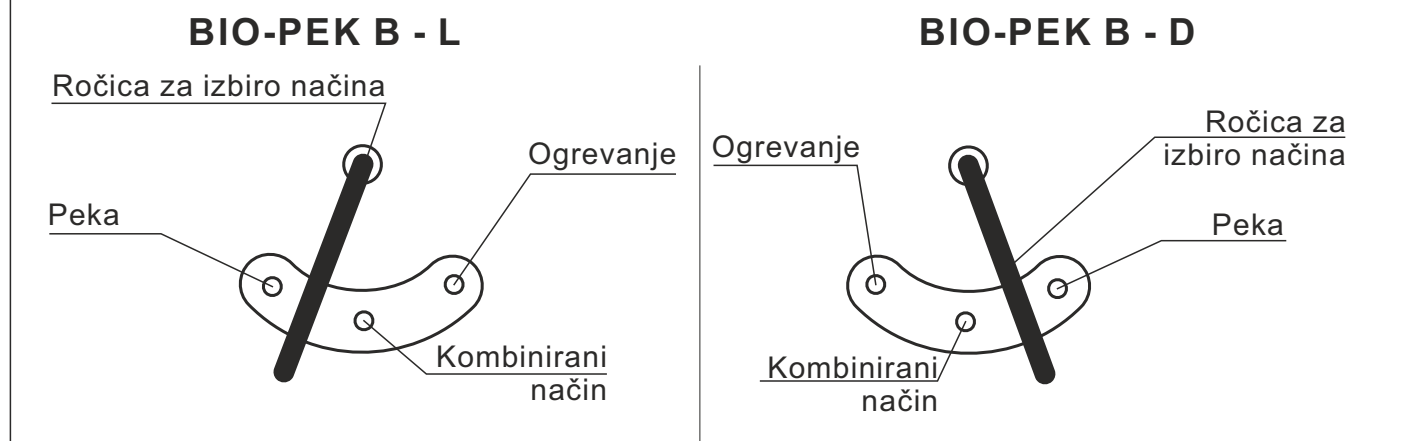 BIO-PEK B - L
Ročica za izbiro načina
Ogrevanje
Peka
Kombinirani
način
BIO-PEK B - D
Ročica za
izbiro načina
Ogrevanje
Peka
Kombinirani
način